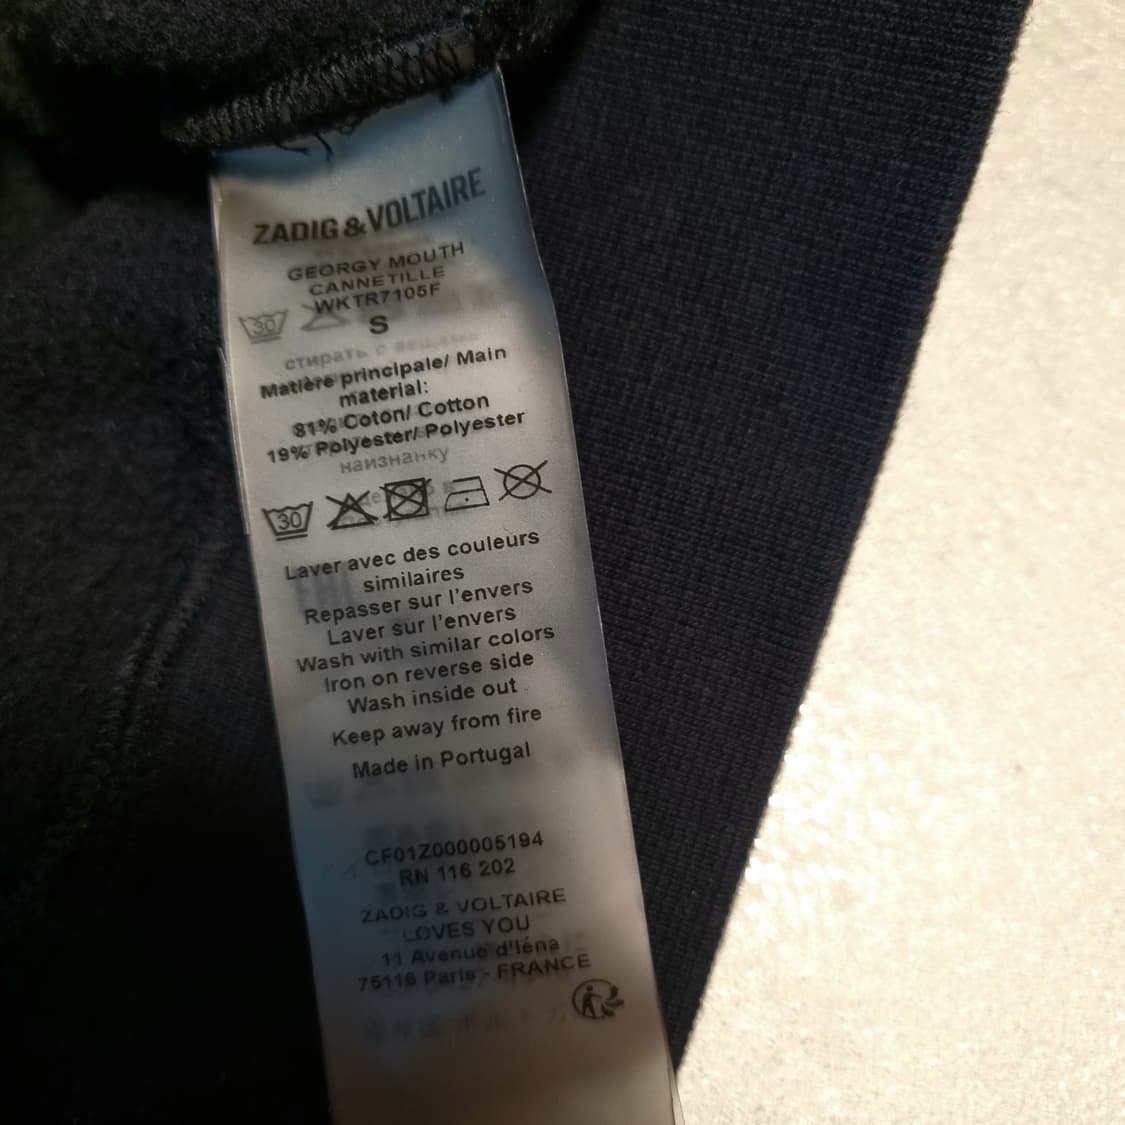 ZADIG & VOLTAIRE
GEORGY MOUTH
CANNETILLE
WKTR7105F
30
S
стирать с
Matière principale/ Main
material:
81% Coton/ Cotton
19% Polyester/ Polyester
наизнанку
30
Laver avec des couleurs
similaires
Repasser sur l'envers
Laver sur l'envers
Wash with similar colors
Iron on reverse side
Wash inside out
Keep away from fire
Made in Portugal
CF01Z000005194
RN 116 202
ZADIG & VOLTAIRE
LOVES YOU
11 Avenue d'Iéna
75116 Paris - FRANCE